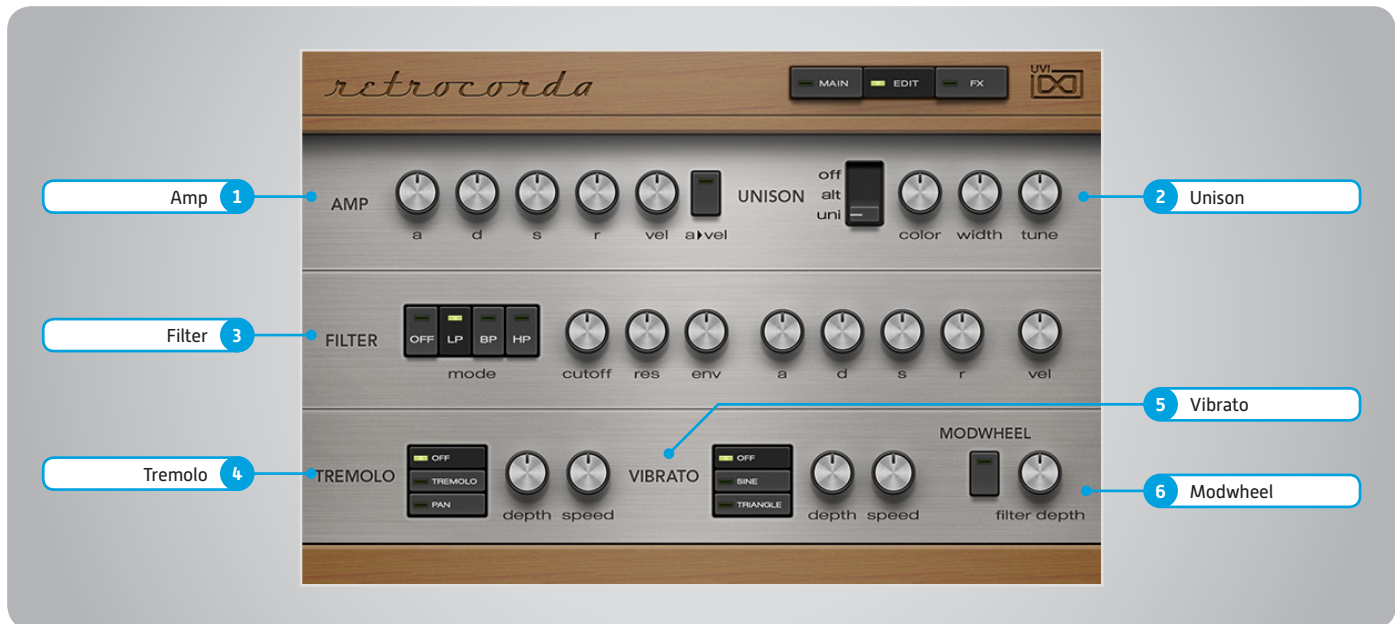 retrocorda
MAIN EDIT FX
UVI
Amp 1
AMP
a d s r vel a▸vel
UNISON
off
alt
uni
color width tune
2 Unison
Filter 3
FILTER
OFF LP BP HP
mode
cutoff res env a d s r vel
5 Vibrato
Tremolo 4
TREMOLO
OFF
TREMOLO
PAN
depth speed
VIBRATO
OFF
SINE
TRIANGLE
depth speed
MODWHEEL
filter depth
6 Modwheel